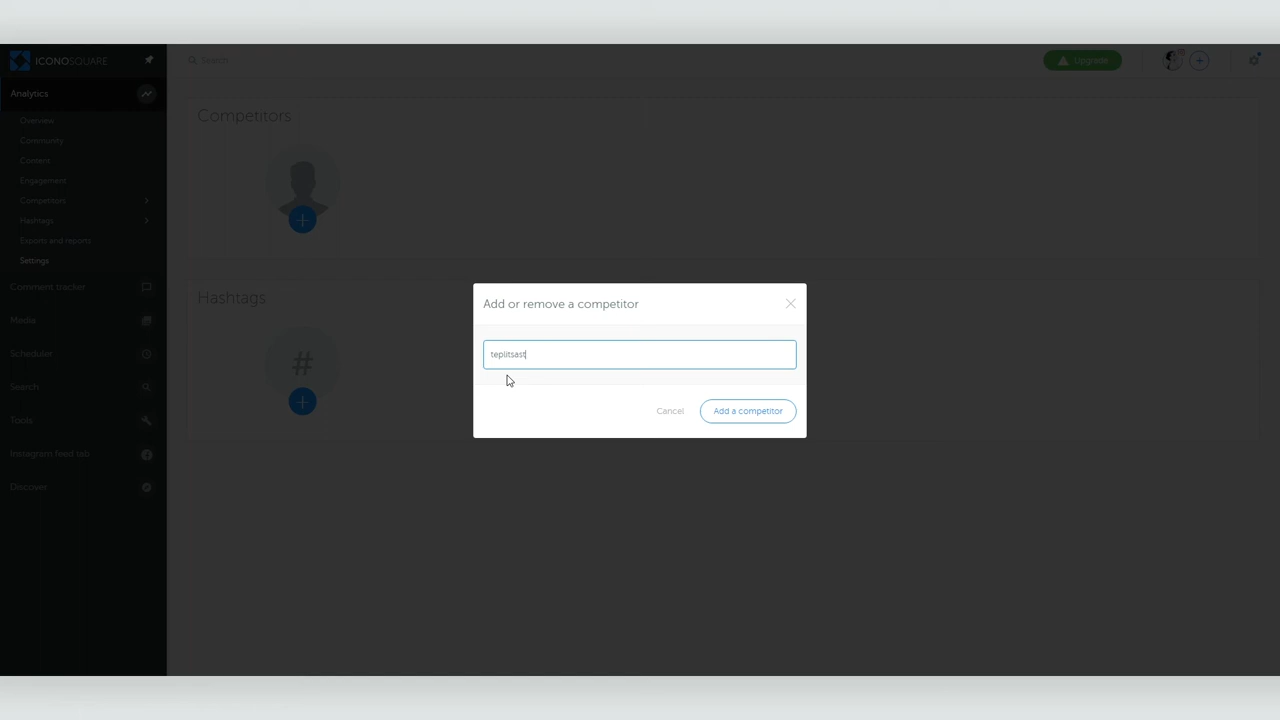 ICONOSQUARE
Search
Upgrade
Analytics
Overview
Community
Content
Engagement
Competitors
Hashtags
Exports and reports
Settings
Comment tracker
Media
Scheduler
Search
Tools
Instagram feed tab
Discover
Competitors
Hashtags
#
Add or remove a competitor
teplitsast
Cancel
Add a competitor